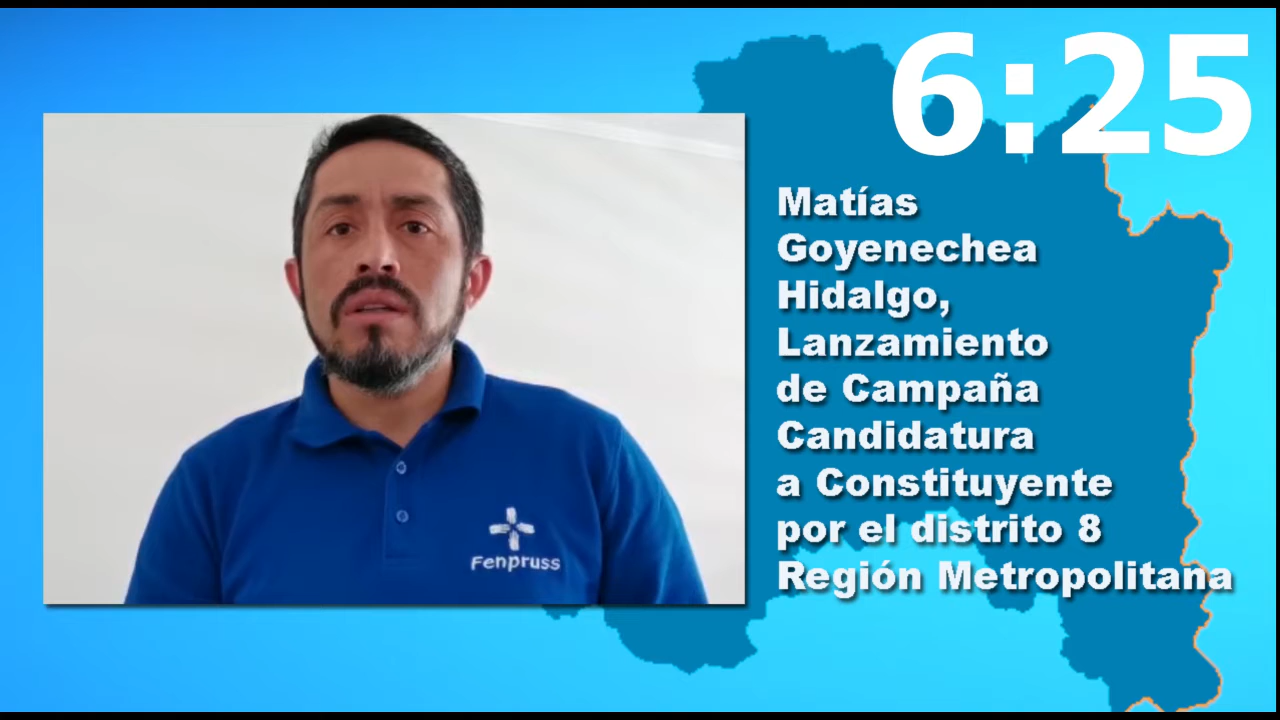 6:25
Matías
Goyenechea
Hidalgo,
Lanzamiento
de Campaña
Candidatura
a Constituyente
por el distrito 8
Región Metropolitana
Fenpruss